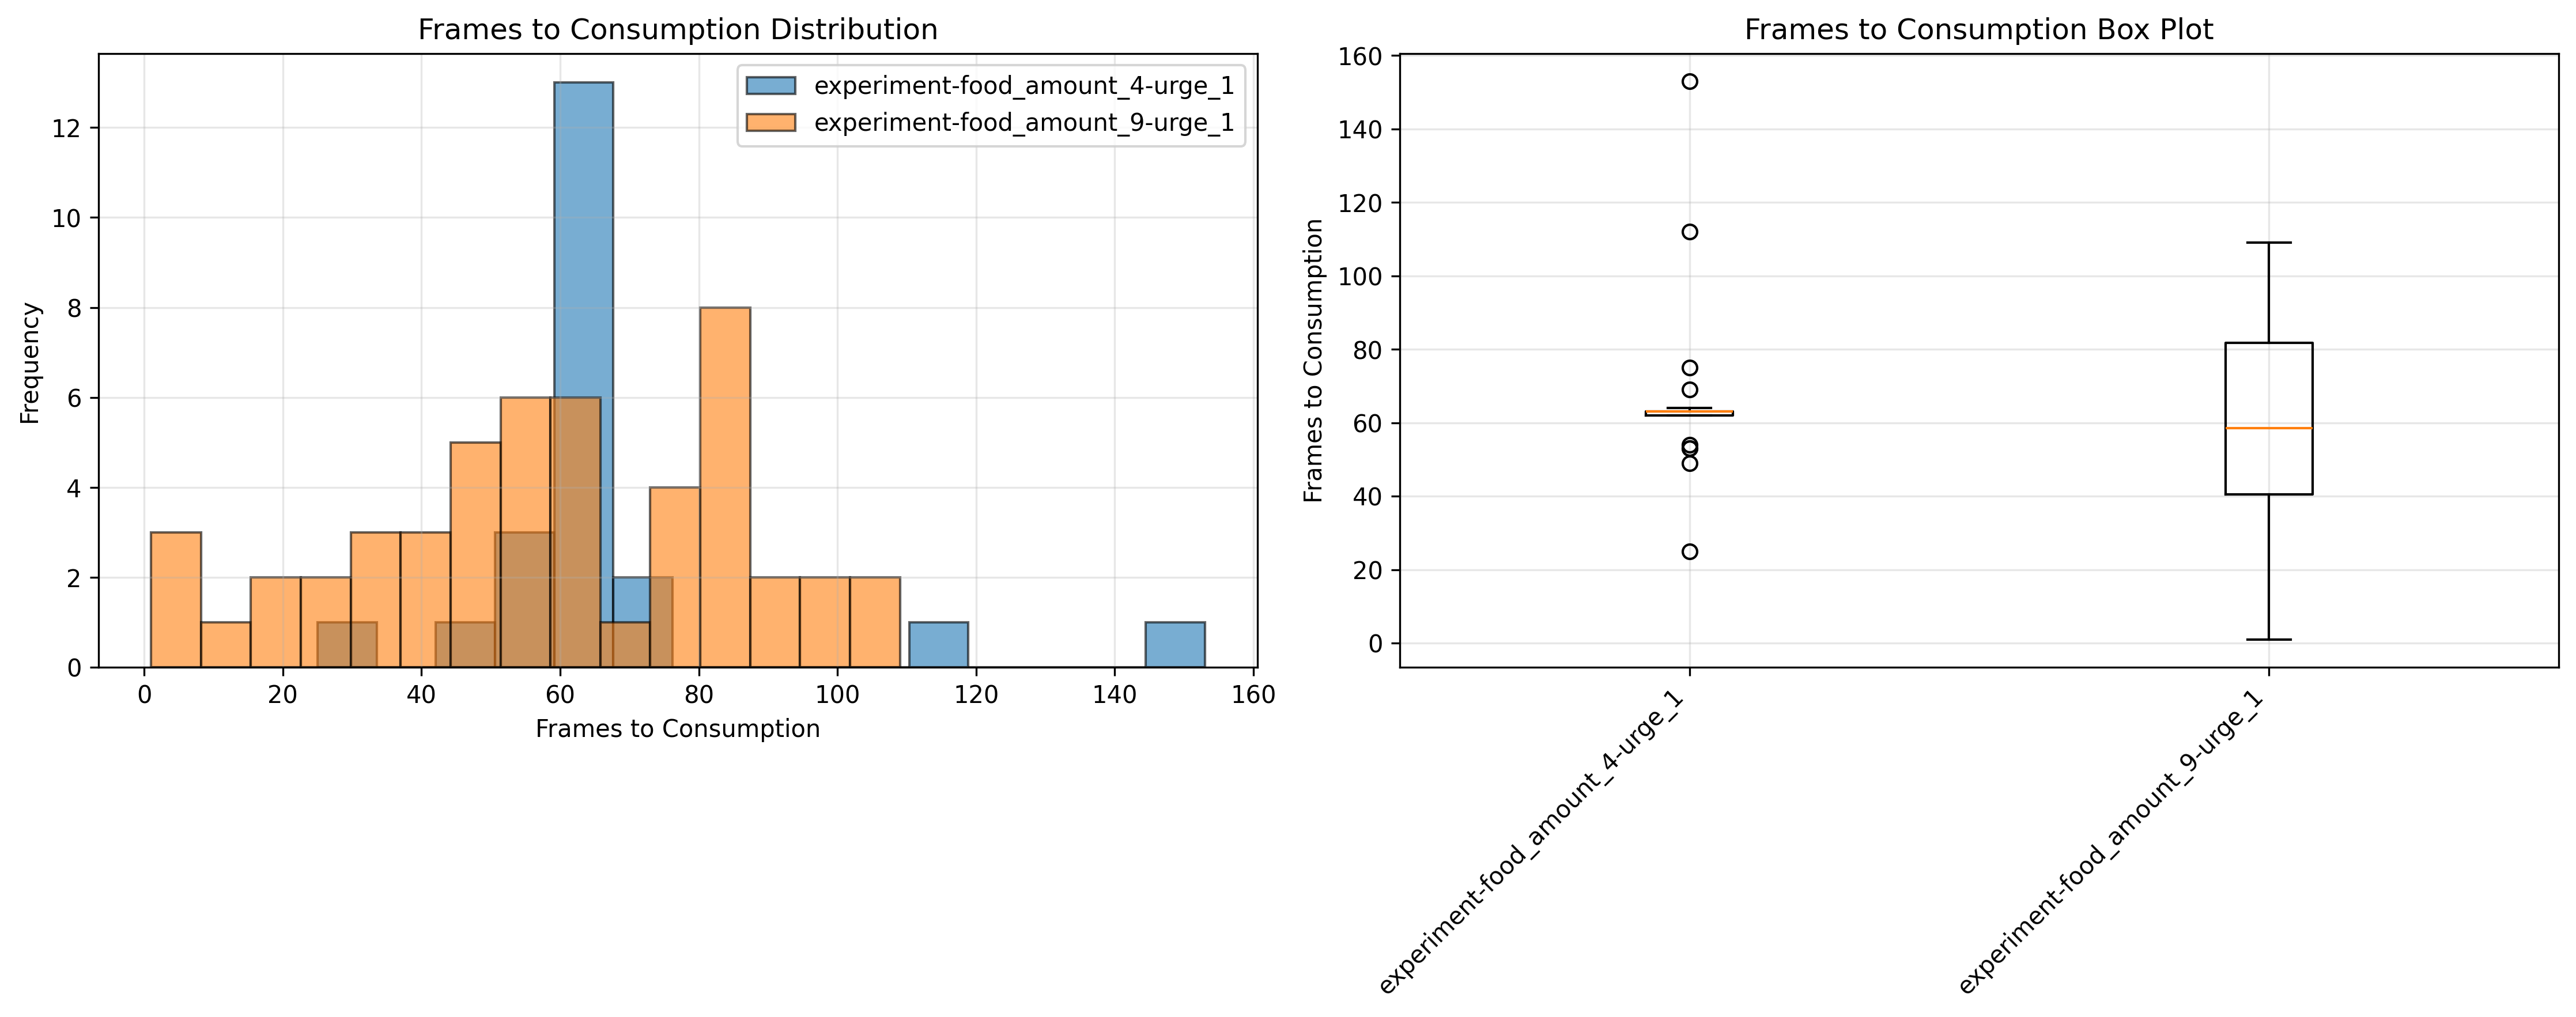 Frames to Consumption Distribution
experiment-food_amount_4-urge_1
experiment-food_amount_9-urge_1
Frequency
12
10
8
6
4
2
0
0 20 40 60 80 100 120 140 160
Frames to Consumption
Frames to Consumption Box Plot
Frames to Consumption
160
140
120
100
80
60
40
20
0
experiment-food_amount_4-urge_1
experiment-food_amount_9-urge_1